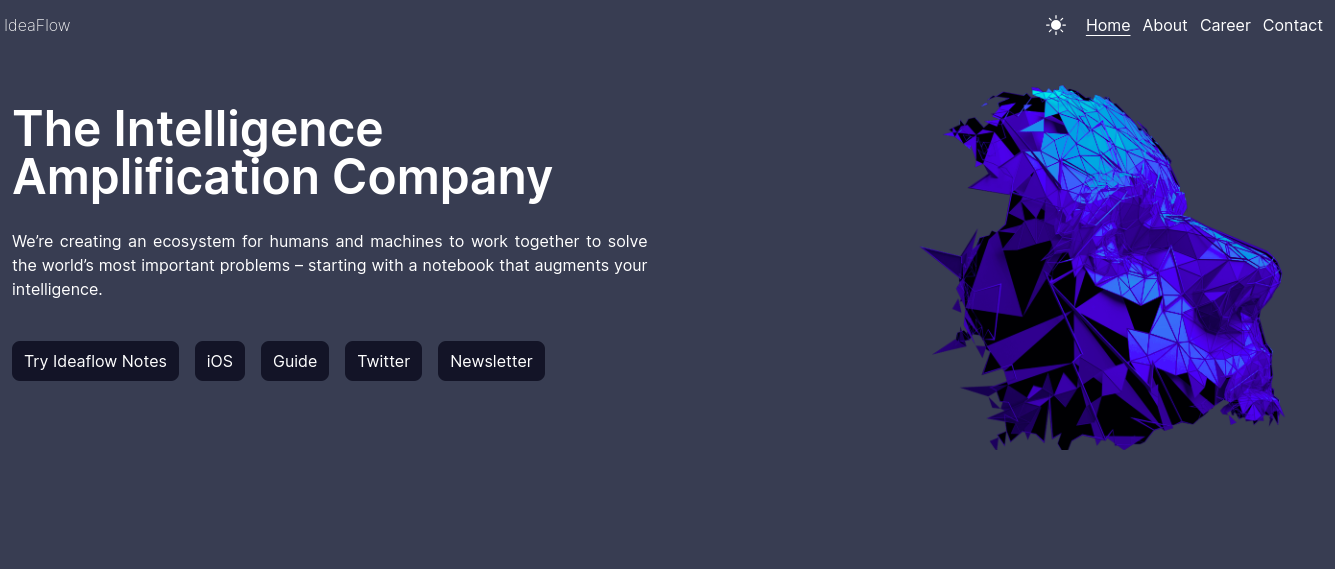 IdeaFlow
Home About Career Contact
The Intelligence
Amplification Company
We’re creating an ecosystem for humans and machines to work together to solve
the world’s most important problems – starting with a notebook that augments your
intelligence.
Try Ideaflow Notes iOS Guide Twitter Newsletter